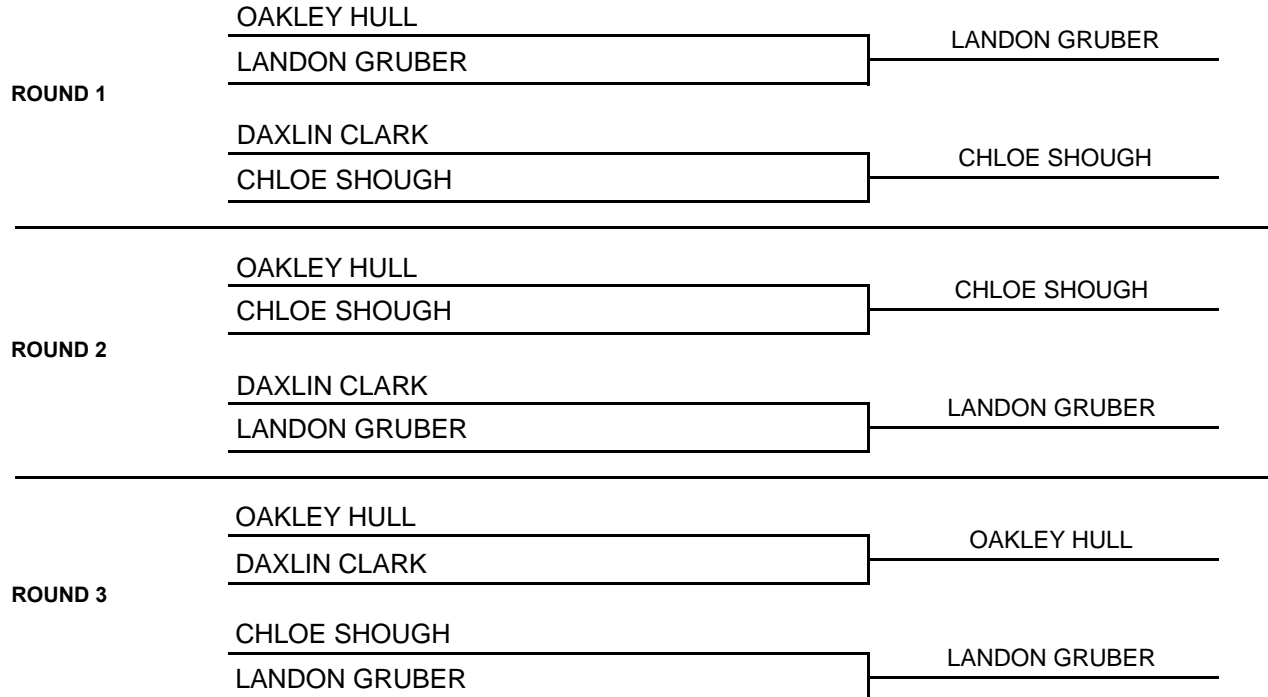 OAKLEY HULL
LANDON GRUBER
LANDON GRUBER
ROUND 1
DAXLIN CLARK
CHLOE SHOUGH
CHLOE SHOUGH
OAKLEY HULL
CHLOE SHOUGH
CHLOE SHOUGH
ROUND 2
DAXLIN CLARK
LANDON GRUBER
LANDON GRUBER
OAKLEY HULL
OAKLEY HULL
DAXLIN CLARK
ROUND 3
CHLOE SHOUGH
LANDON GRUBER
LANDON GRUBER